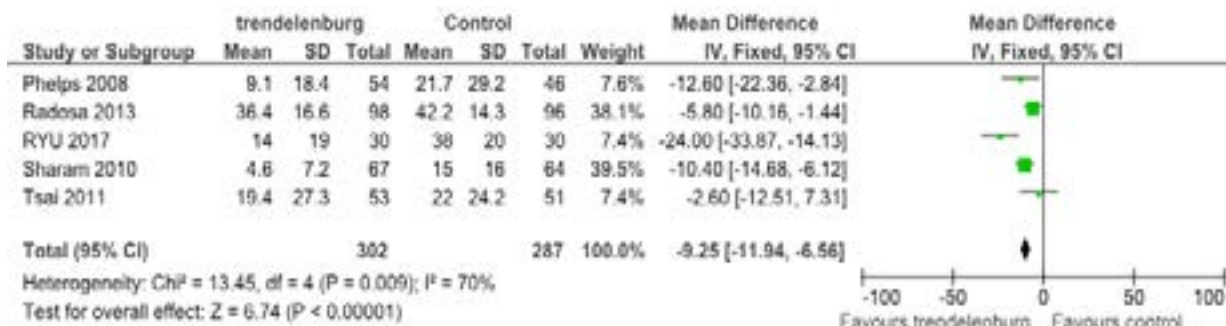 trendelenburg Control Mean Difference Mean Difference
Study or Subgroup Mean SD Total Mean SD Total Weight IV, Fixed, 95% CI IV, Fixed, 95% CI
Phelps 2008 9.1 18.4 54 21.7 29.2 46 7.6% -12.60 [-22.36, -2.84]
Radosa 2013 36.4 16.6 98 42.2 14.3 96 38.1% -5.80 [-10.16, -1.44]
RYU 2017 14 19 30 38 20 30 7.4% -24.00 [-33.87, -14.13]
Sharam 2010 4.6 7.2 67 15 16 64 39.5% -10.40 [-14.68, -6.12]
Tsai 2011 19.4 27.3 53 22 24.2 51 7.4% -2.60 [-12.51, 7.31]
Total (95% CI) 302 287 100.0% -9.25 [-11.94, -6.56]
Heterogeneity: Chi² = 13.45, df = 4 (P = 0.009); I² = 70%
Test for overall effect: Z = 6.74 (P < 0.00001)
-100 -50 0 50 100
Favours trendelenburg Favours control